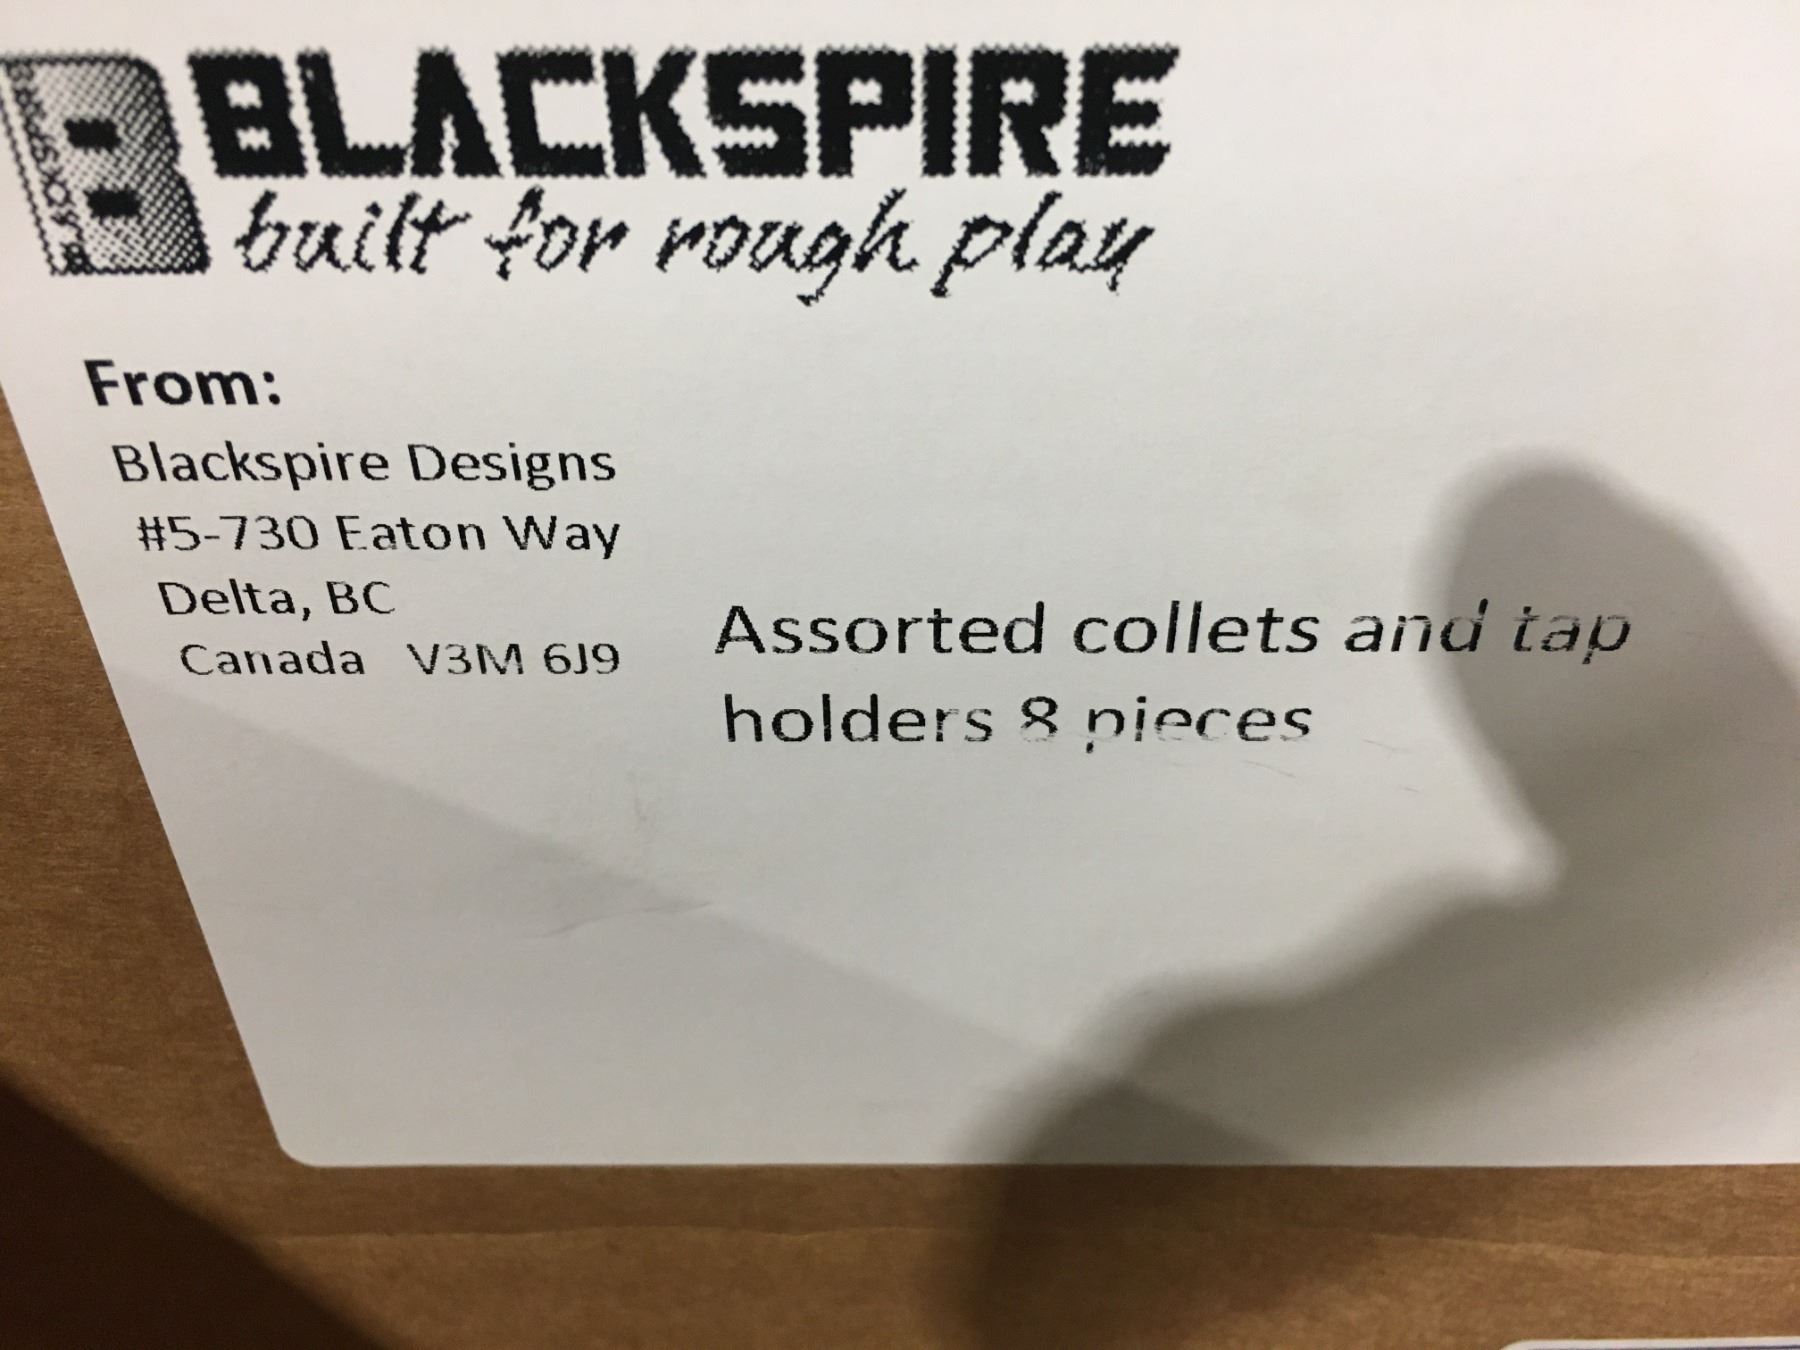 BLACKSPIRE
BLACKSPIRE
built for rough play
From:
Blackspire Designs
#5-730 Eaton Way
Delta, BC
Canada V3M 6J9
Assorted collets and tap
holders 8 pieces